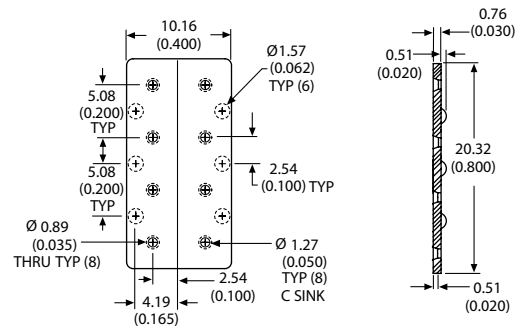 10.16
(0.400)
Ø1.57
(0.062)
TYP (6)
5.08
(0.200)
TYP
5.08
(0.200)
TYP
2.54
(0.100) TYP
Ø 0.89
(0.035)
THRU TYP (8)
Ø 1.27
(0.050)
TYP (8)
C SINK
2.54
(0.100)
4.19
(0.165)
0.76
(0.030)
0.51
(0.020)
20.32
(0.800)
0.51
(0.020)